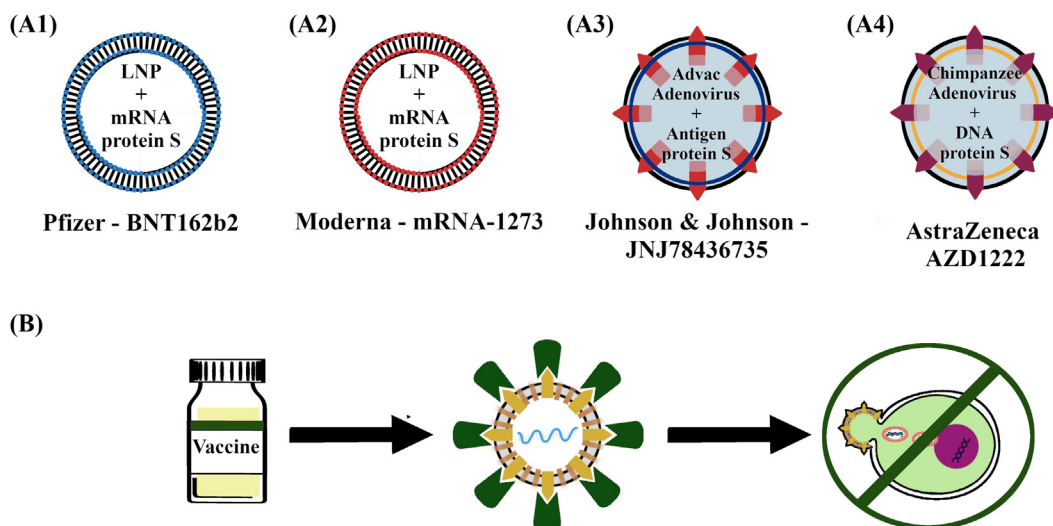 (A1)
LNP
+
mRNA
protein S
Pfizer - BNT162b2
(A2)
LNP
+
mRNA
protein S
Moderna - mRNA-1273
(A3)
Advac
Adenovirus
+
Antigen
protein S
Johnson & Johnson -
JNJ78436735
(A4)
Chimpanzee
Adenovirus
+
DNA
protein S
AstraZeneca
AZD1222
(B)
Vaccine